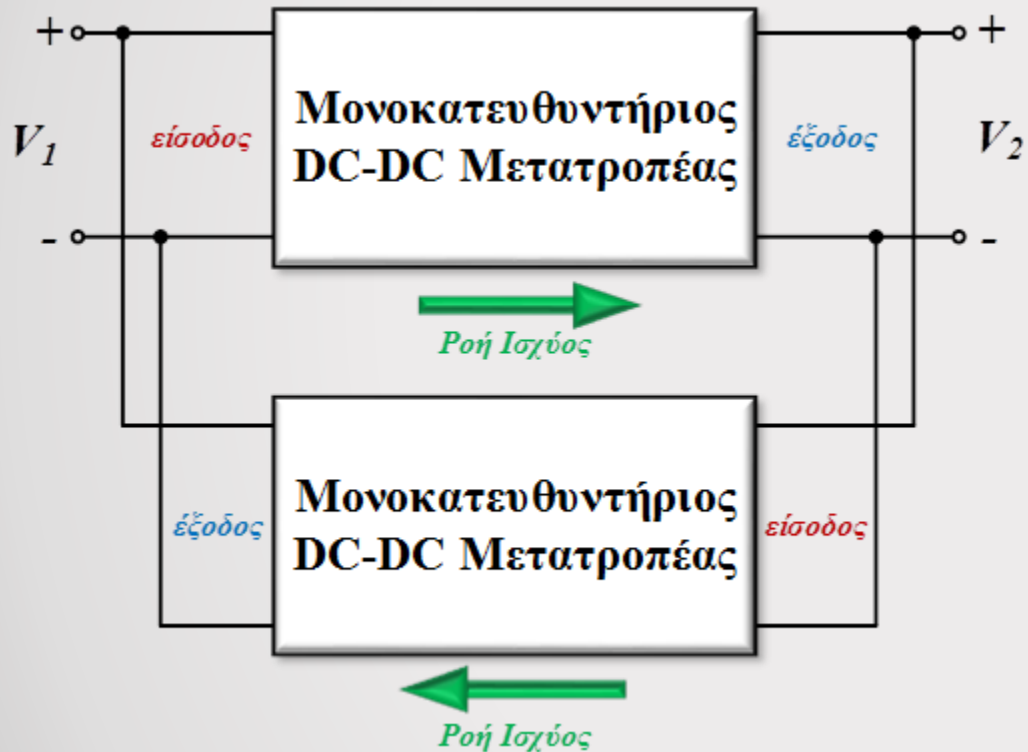 + +
Μονοκατευθυντήριος
DC-DC Μετατροπέας
V1 είσοδος έξοδος V2
- -
Ροή Ισχύος
Μονοκατευθυντήριος
DC-DC Μετατροπέας
έξοδος είσοδος
Ροή Ισχύος